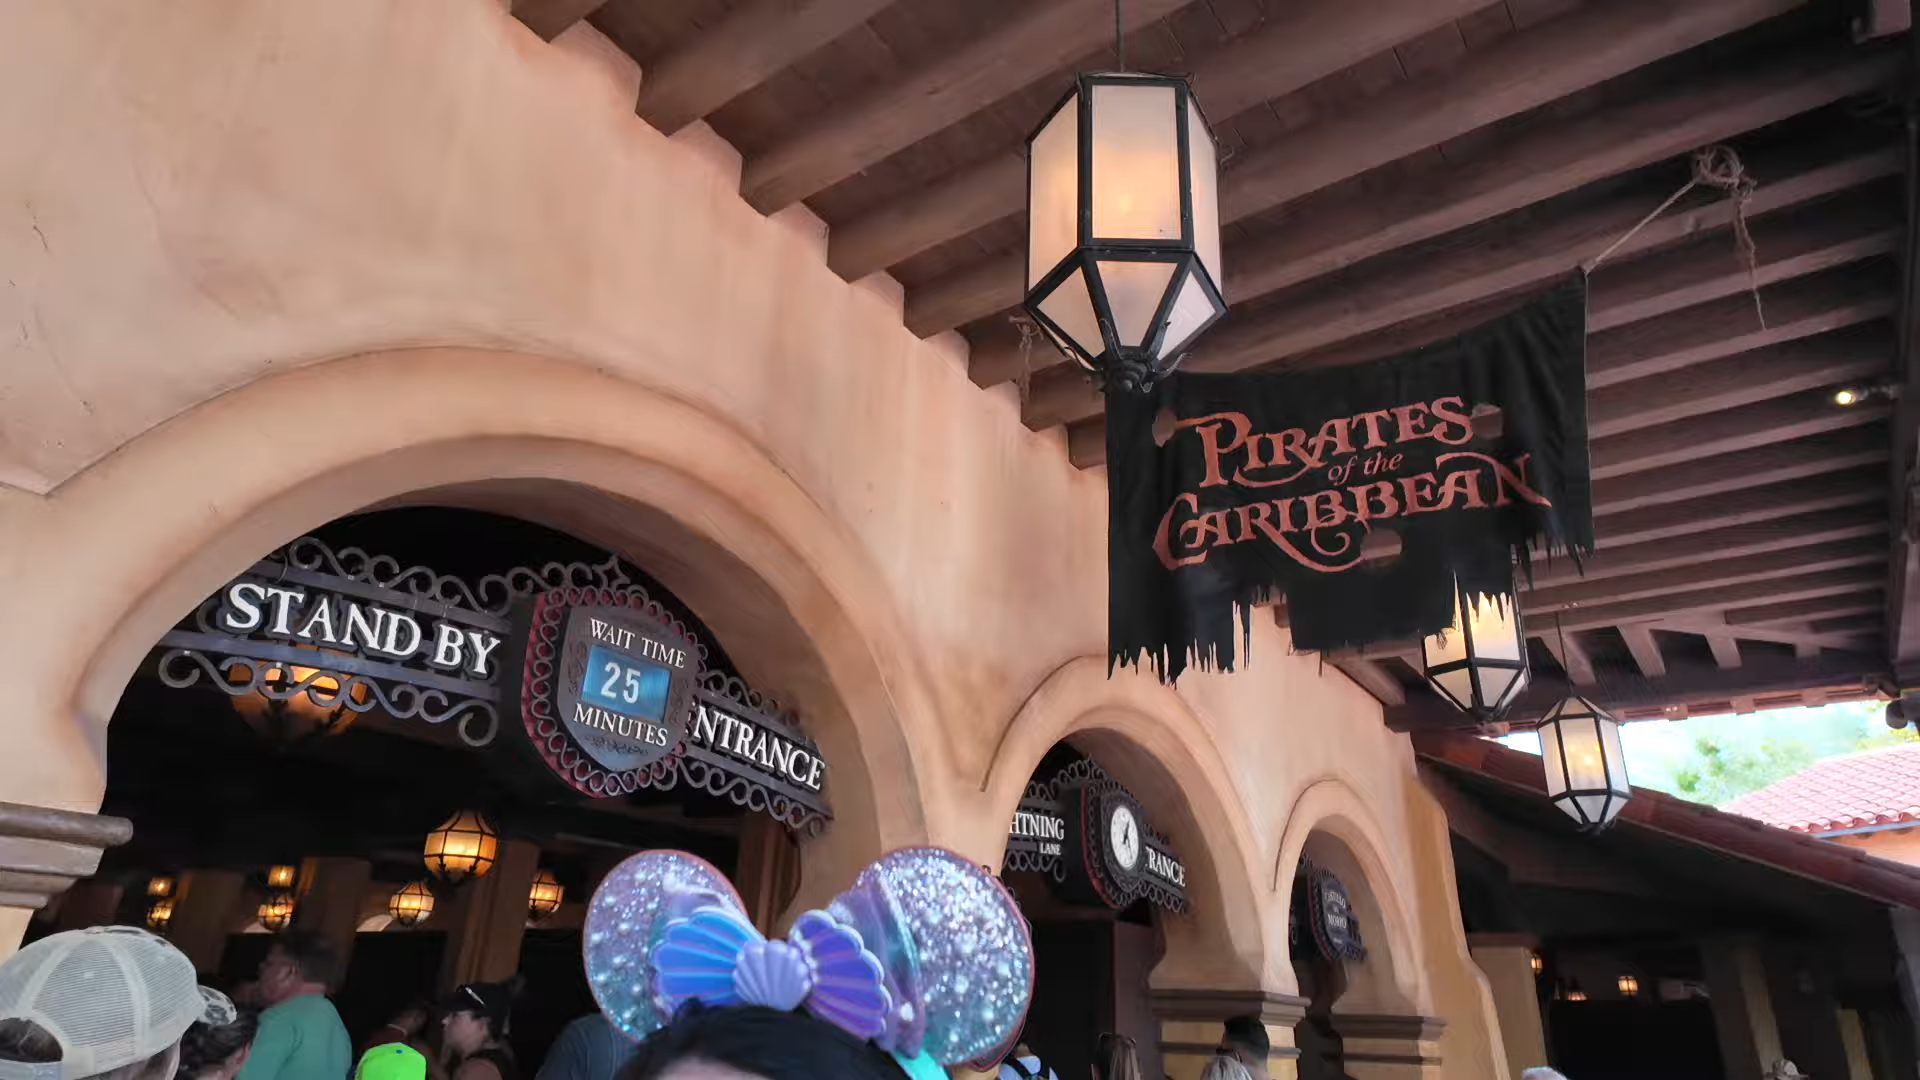 STAND BY
WAIT TIME
25
MINUTES
NTRANCE
PIRATES
of the
CARIBBEAN
HTNING
LANE
RANCE